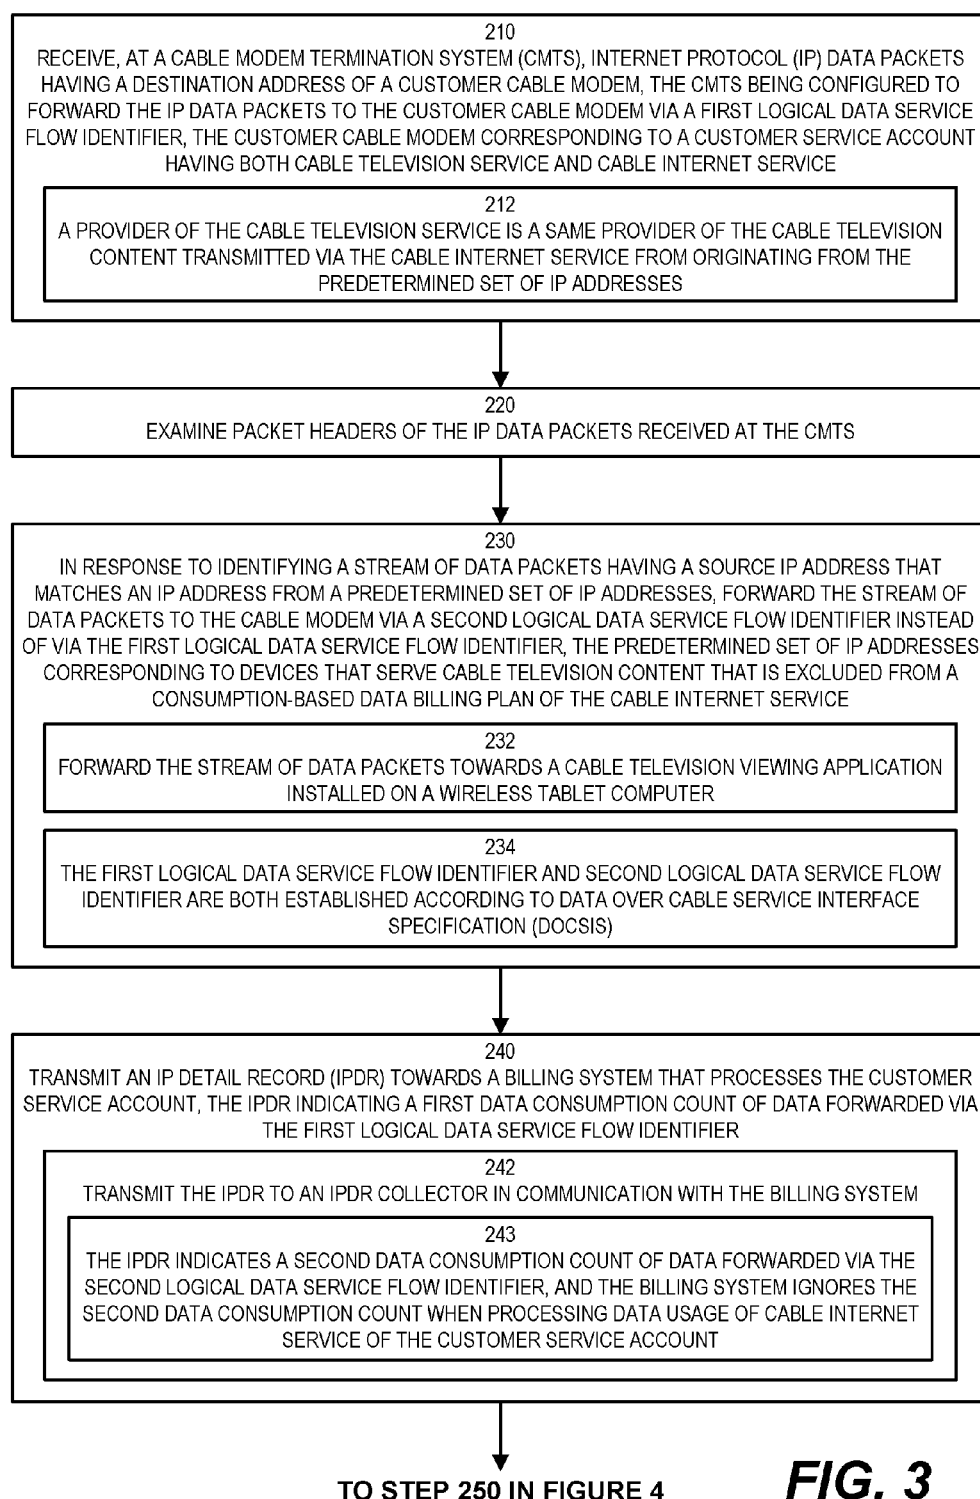 210
RECEIVE, AT A CABLE MODEM TERMINATION SYSTEM (CMTS), INTERNET PROTOCOL (IP) DATA PACKETS
HAVING A DESTINATION ADDRESS OF A CUSTOMER CABLE MODEM, THE CMTS BEING CONFIGURED TO
FORWARD THE IP DATA PACKETS TO THE CUSTOMER CABLE MODEM VIA A FIRST LOGICAL DATA SERVICE
FLOW IDENTIFIER, THE CUSTOMER CABLE MODEM CORRESPONDING TO A CUSTOMER SERVICE ACCOUNT
HAVING BOTH CABLE TELEVISION SERVICE AND CABLE INTERNET SERVICE
212
A PROVIDER OF THE CABLE TELEVISION SERVICE IS A SAME PROVIDER OF THE CABLE TELEVISION
CONTENT TRANSMITTED VIA THE CABLE INTERNET SERVICE FROM ORIGINATING FROM THE
PREDETERMINED SET OF IP ADDRESSES
220
EXAMINE PACKET HEADERS OF THE IP DATA PACKETS RECEIVED AT THE CMTS
230
IN RESPONSE TO IDENTIFYING A STREAM OF DATA PACKETS HAVING A SOURCE IP ADDRESS THAT
MATCHES AN IP ADDRESS FROM A PREDETERMINED SET OF IP ADDRESSES, FORWARD THE STREAM OF
DATA PACKETS TO THE CABLE MODEM VIA A SECOND LOGICAL DATA SERVICE FLOW IDENTIFIER INSTEAD
OF VIA THE FIRST LOGICAL DATA SERVICE FLOW IDENTIFIER, THE PREDETERMINED SET OF IP ADDRESSES
CORRESPONDING TO DEVICES THAT SERVE CABLE TELEVISION CONTENT THAT IS EXCLUDED FROM A
CONSUMPTION-BASED DATA BILLING PLAN OF THE CABLE INTERNET SERVICE
232
FORWARD THE STREAM OF DATA PACKETS TOWARDS A CABLE TELEVISION VIEWING APPLICATION
INSTALLED ON A WIRELESS TABLET COMPUTER
234
THE FIRST LOGICAL DATA SERVICE FLOW IDENTIFIER AND SECOND LOGICAL DATA SERVICE FLOW
IDENTIFIER ARE BOTH ESTABLISHED ACCORDING TO DATA OVER CABLE SERVICE INTERFACE
SPECIFICATION (DOCSIS)
240
TRANSMIT AN IP DETAIL RECORD (IPDR) TOWARDS A BILLING SYSTEM THAT PROCESSES THE CUSTOMER
SERVICE ACCOUNT, THE IPDR INDICATING A FIRST DATA CONSUMPTION COUNT OF DATA FORWARDED VIA
THE FIRST LOGICAL DATA SERVICE FLOW IDENTIFIER
242
TRANSMIT THE IPDR TO AN IPDR COLLECTOR IN COMMUNICATION WITH THE BILLING SYSTEM
243
THE IPDR INDICATES A SECOND DATA CONSUMPTION COUNT OF DATA FORWARDED VIA THE
SECOND LOGICAL DATA SERVICE FLOW IDENTIFIER, AND THE BILLING SYSTEM IGNORES THE
SECOND DATA CONSUMPTION COUNT WHEN PROCESSING DATA USAGE OF CABLE INTERNET
SERVICE OF THE CUSTOMER SERVICE ACCOUNT
TO STEP 250 IN FIGURE 4
FIG. 3